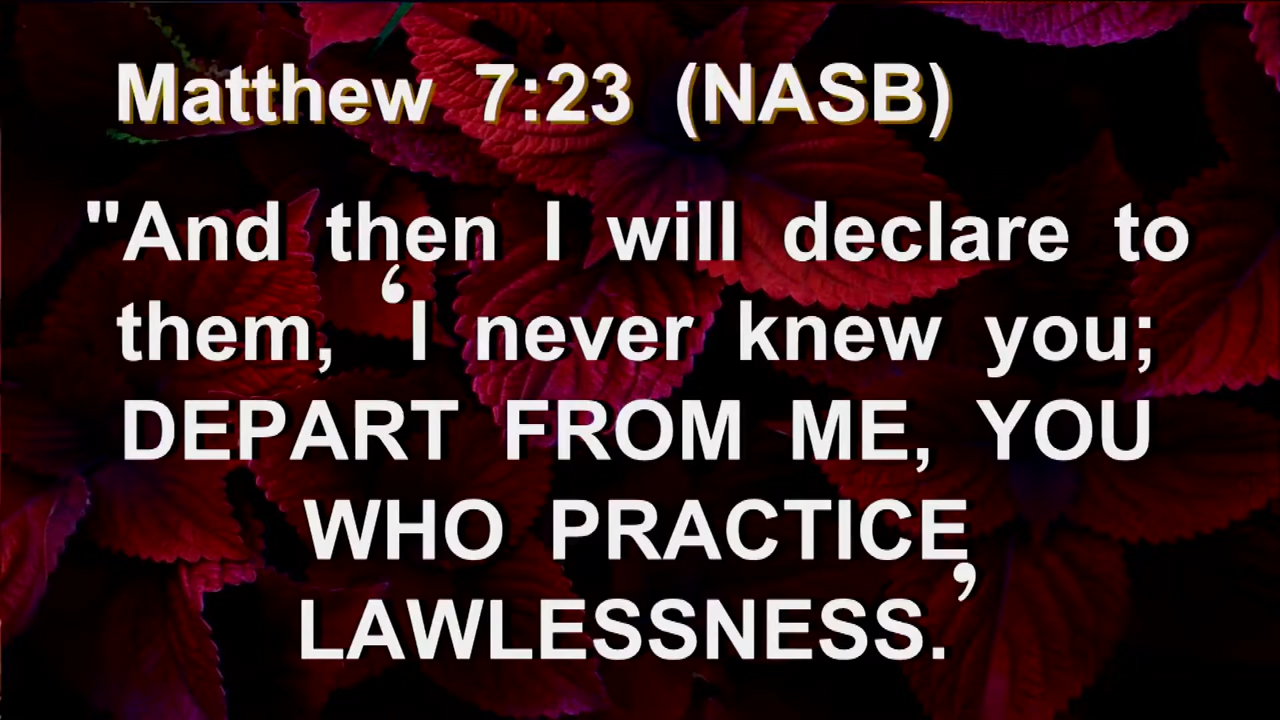 Matthew 7:23 (NASB)
"And then I will declare to
them, ‘I never knew you;
DEPART FROM ME, YOU
WHO PRACTICE
LAWLESSNESS.’